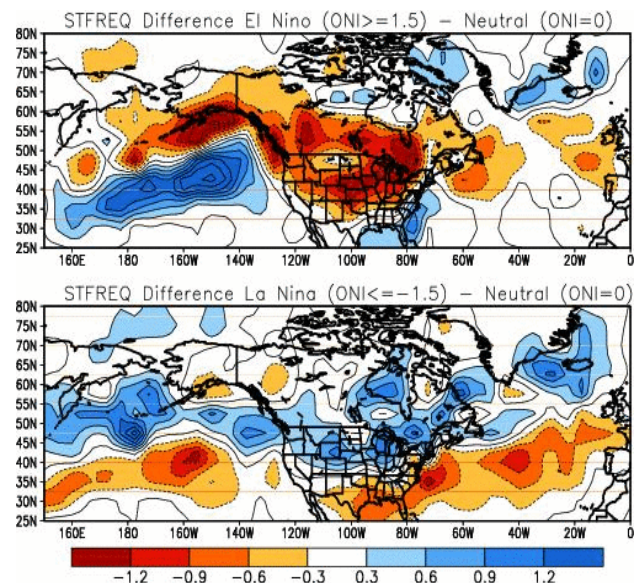 STFREQ Difference El Nino (ONI>=1.5) – Neutral (ONI=0)
80N
75N
70N
65N
60N
55N
50N
45N
40N
35N
30N
25N
160E 180 160W 140W 120W 100W 80W 60W 40W 20W 0
STFREQ Difference La Nina (ONI<=-1.5) – Neutral (ONI=0)
80N
75N
70N
65N
60N
55N
50N
45N
40N
35N
30N
25N
160E 180 160W 140W 120W 100W 80W 60W 40W 20W 0
-1.2 -0.9 -0.6 -0.3 0.3 0.6 0.9 1.2